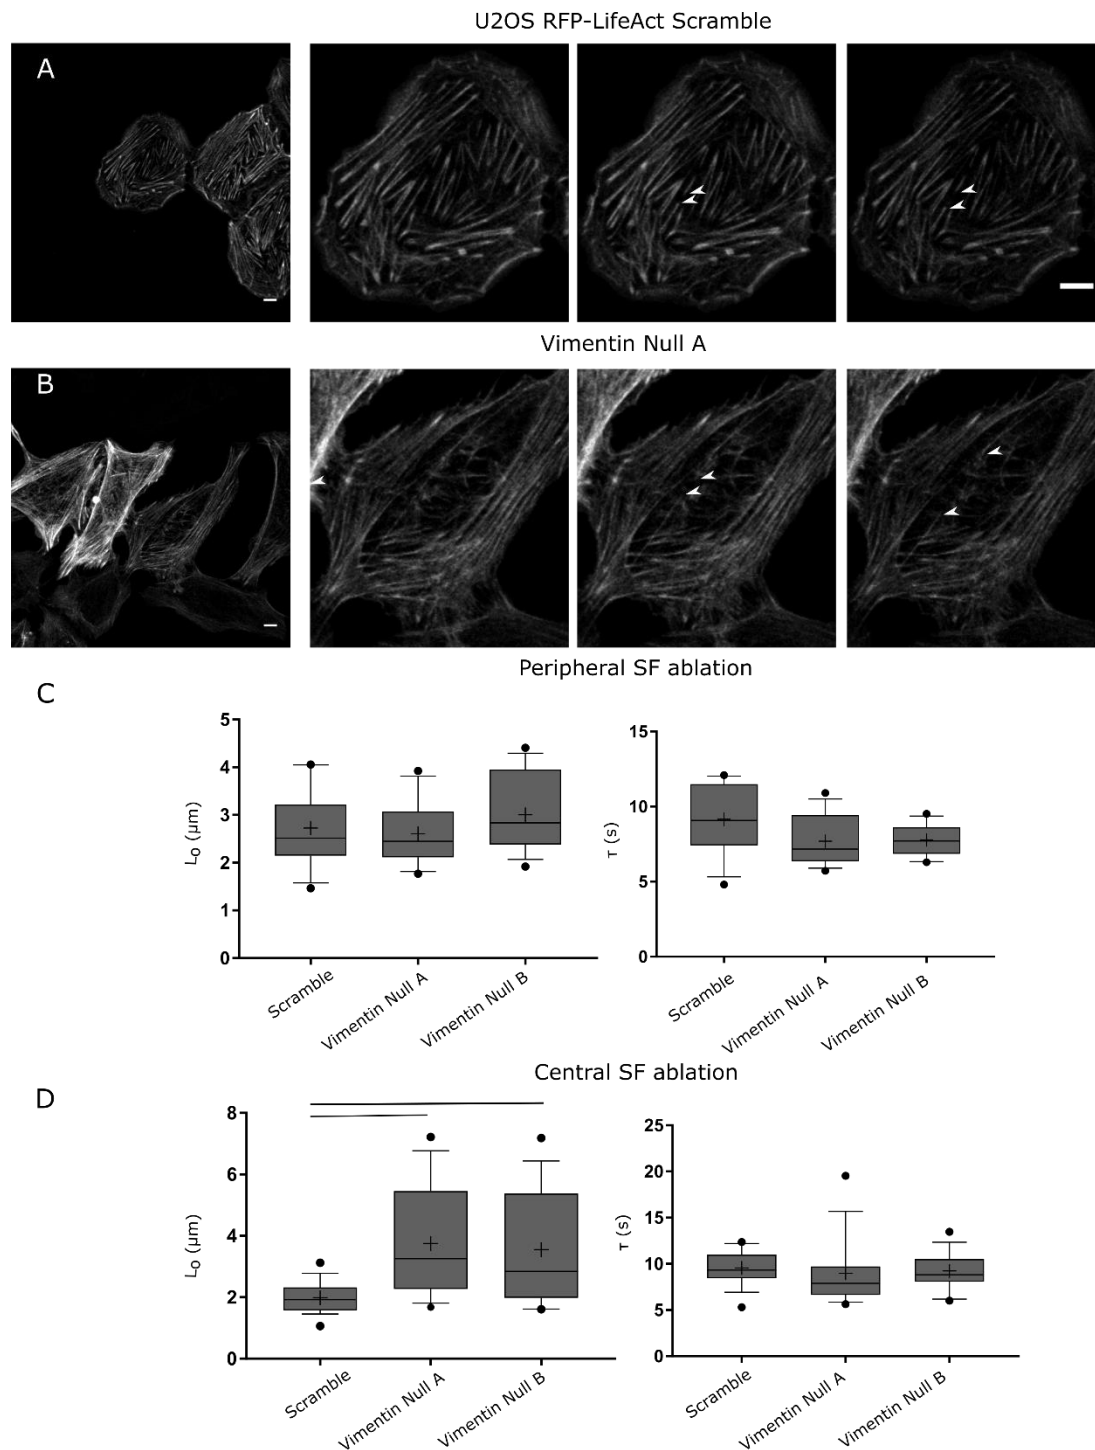 U2OS RFP-LifeAct Scramble
A
Vimentin Null A
B
Peripheral SF ablation
C
5
4
3
2
1
0
L₀ (µm)
Scramble
Vimentin Null A
Vimentin Null B
15
10
5
0
τ (s)
Scramble
Vimentin Null A
Vimentin Null B
Central SF ablation
D
8
6
4
2
0
L₀ (µm)
Scramble
Vimentin Null A
Vimentin Null B
25
20
15
10
5
0
τ (s)
Scramble
Vimentin Null A
Vimentin Null B